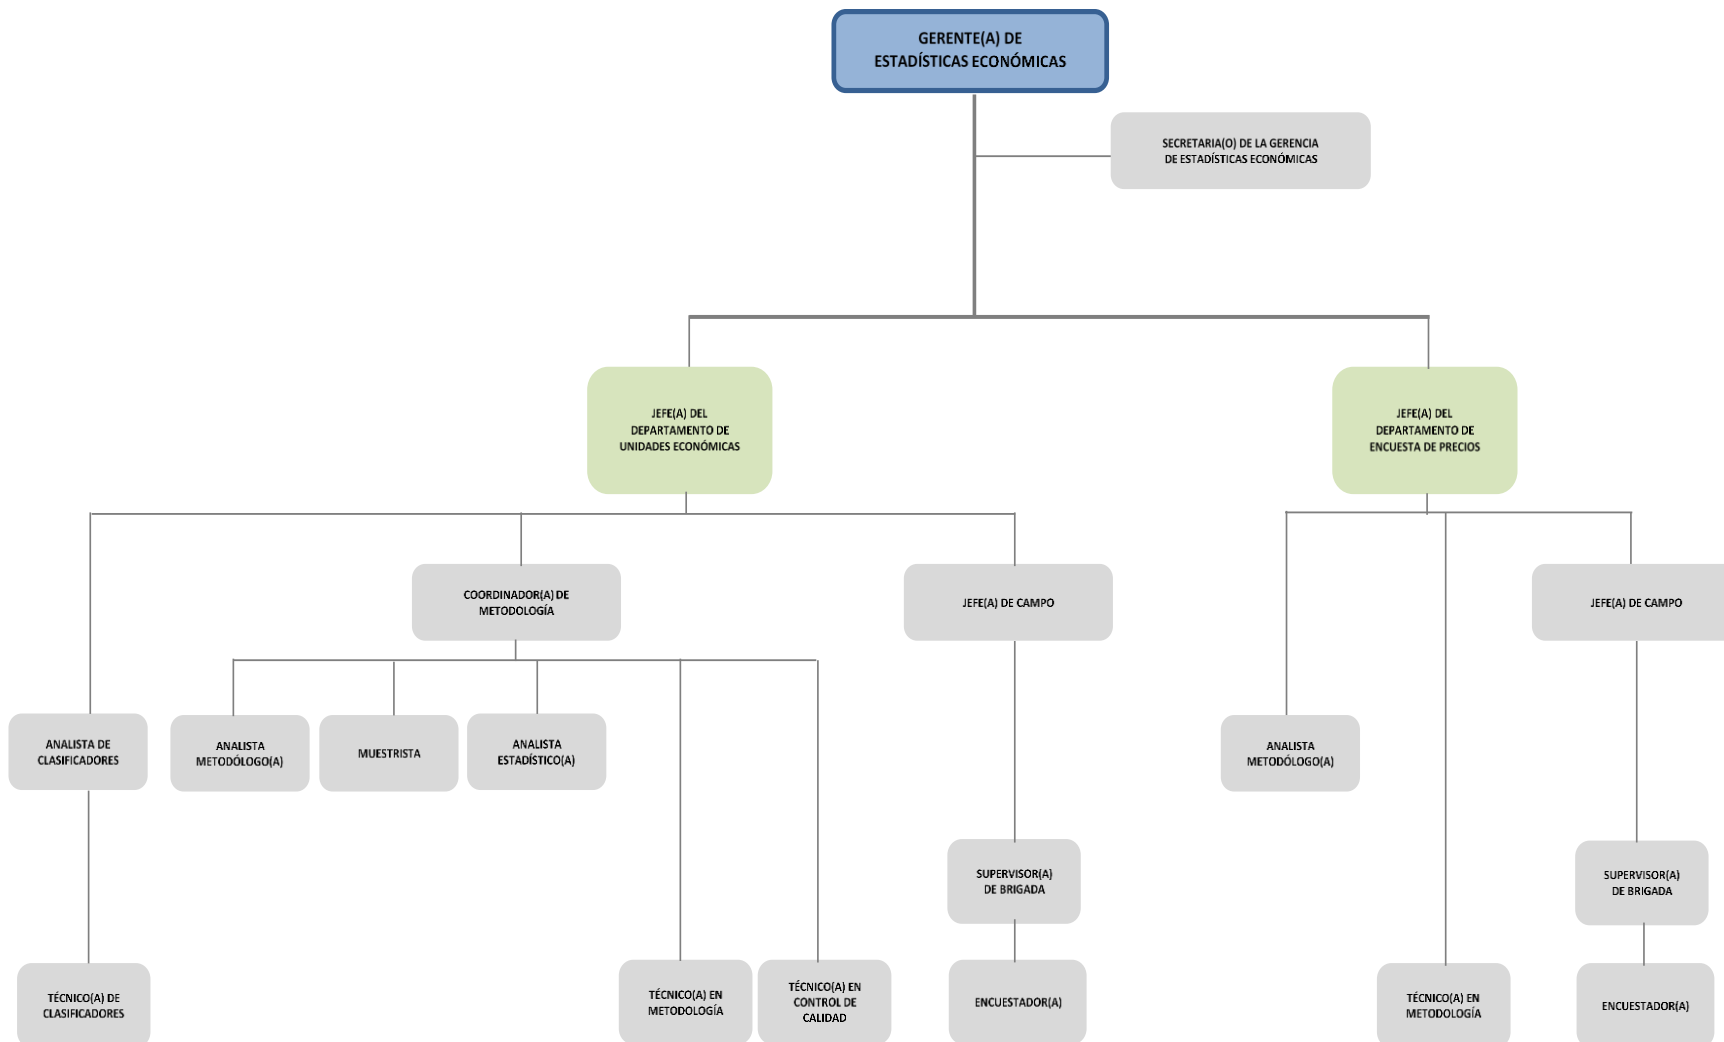 GERENTE(A) DE
ESTADÍSTICAS ECONÓMICAS
SECRETARIA(O) DE LA GERENCIA
DE ESTADÍSTICAS ECONÓMICAS
JEFE(A) DEL
DEPARTAMENTO DE
UNIDADES ECONÓMICAS
JEFE(A) DEL
DEPARTAMENTO DE
ENCUESTA DE PRECIOS
COORDINADOR(A) DE
METODOLOGÍA
JEFE(A) DE CAMPO
JEFE(A) DE CAMPO
ANALISTA DE
CLASIFICADORES
ANALISTA
METODÓLOGO(A)
MUESTRISTA
ANALISTA
ESTADÍSTICO(A)
ANALISTA
METODÓLOGO(A)
SUPERVISOR(A)
DE BRIGADA
SUPERVISOR(A)
DE BRIGADA
TÉCNICO(A) DE
CLASIFICADORES
TÉCNICO(A) EN
METODOLOGÍA
TÉCNICO(A) EN
CONTROL DE
CALIDAD
ENCUESTADOR(A)
TÉCNICO(A) EN
METODOLOGÍA
ENCUESTADOR(A)